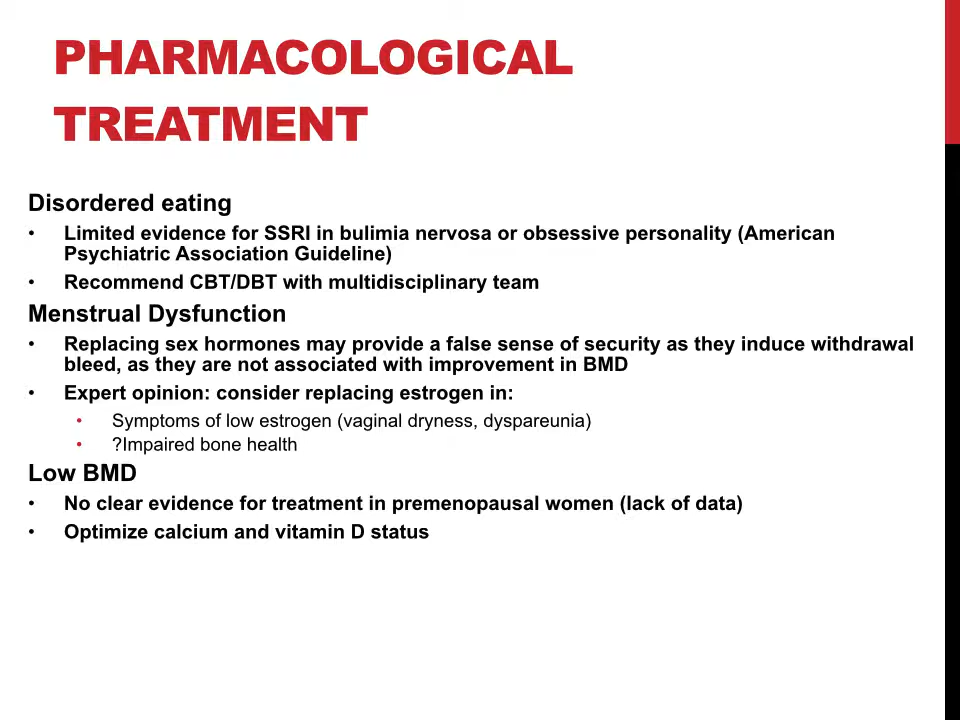 PHARMACOLOGICAL
TREATMENT
Disordered eating
• Limited evidence for SSRI in bulimia nervosa or obsessive personality (American
Psychiatric Association Guideline)
• Recommend CBT/DBT with multidisciplinary team
Menstrual Dysfunction
• Replacing sex hormones may provide a false sense of security as they induce withdrawal
bleed, as they are not associated with improvement in BMD
• Expert opinion: consider replacing estrogen in:
• Symptoms of low estrogen (vaginal dryness, dyspareunia)
• ?Impaired bone health
Low BMD
• No clear evidence for treatment in premenopausal women (lack of data)
• Optimize calcium and vitamin D status